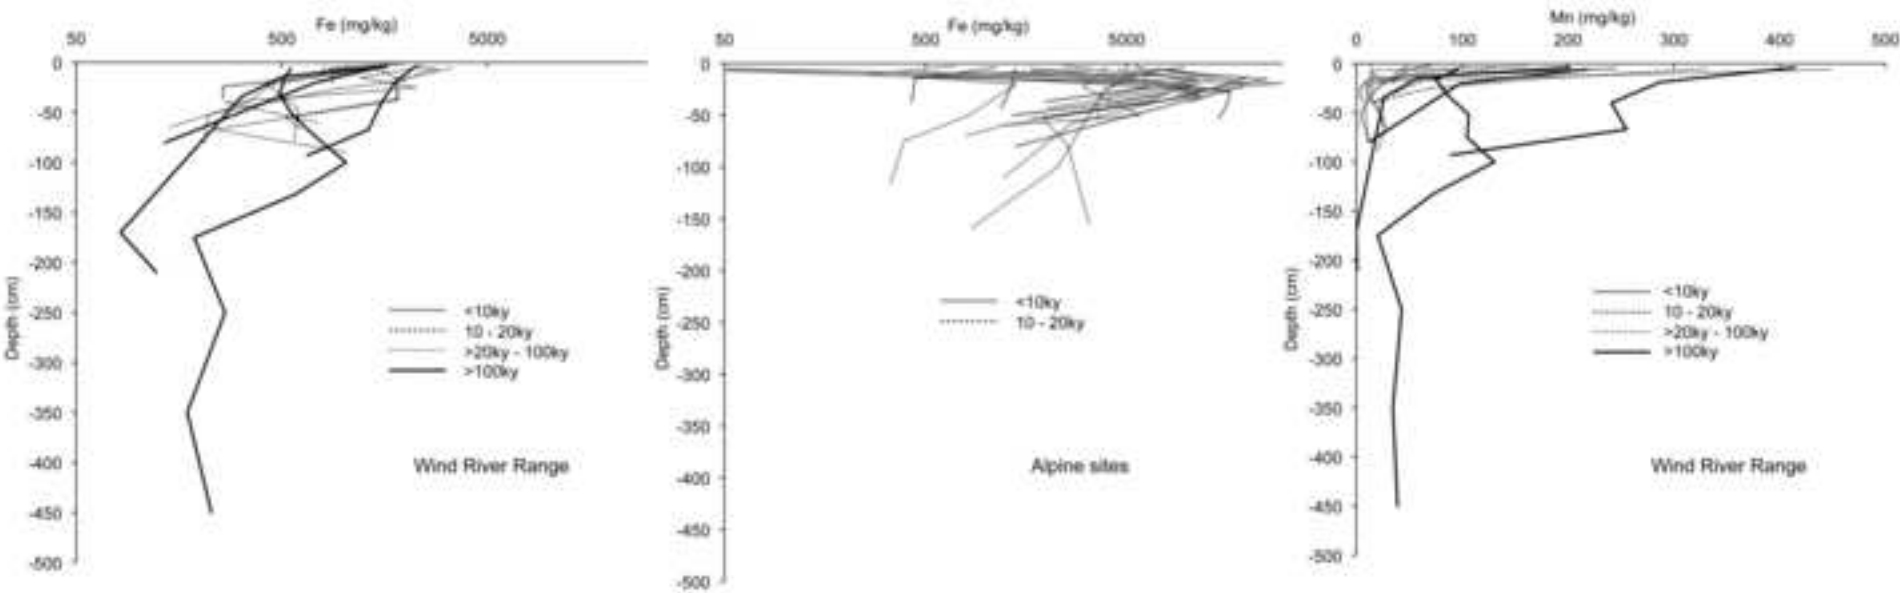 Fe (mg/kg)
50 500 5000
0
-50
-100
-150
-200
-250
-300
-350
-400
-450
-500
Depth (cm)
<10ky
10 - 20ky
>20ky - 100ky
>100ky
Wind River Range
Fe (mg/kg)
50 500 5000
0
-50
-100
-150
-200
-250
-300
-350
-400
-450
-500
Depth (cm)
<10ky
10 - 20ky
Alpine sites
Mn (mg/kg)
0 100 200 300 400 500
0
-50
-100
-150
-200
-250
-300
-350
-400
-450
-500
Depth (cm)
<10ky
10 - 20ky
>20ky - 100ky
>100ky
Wind River Range